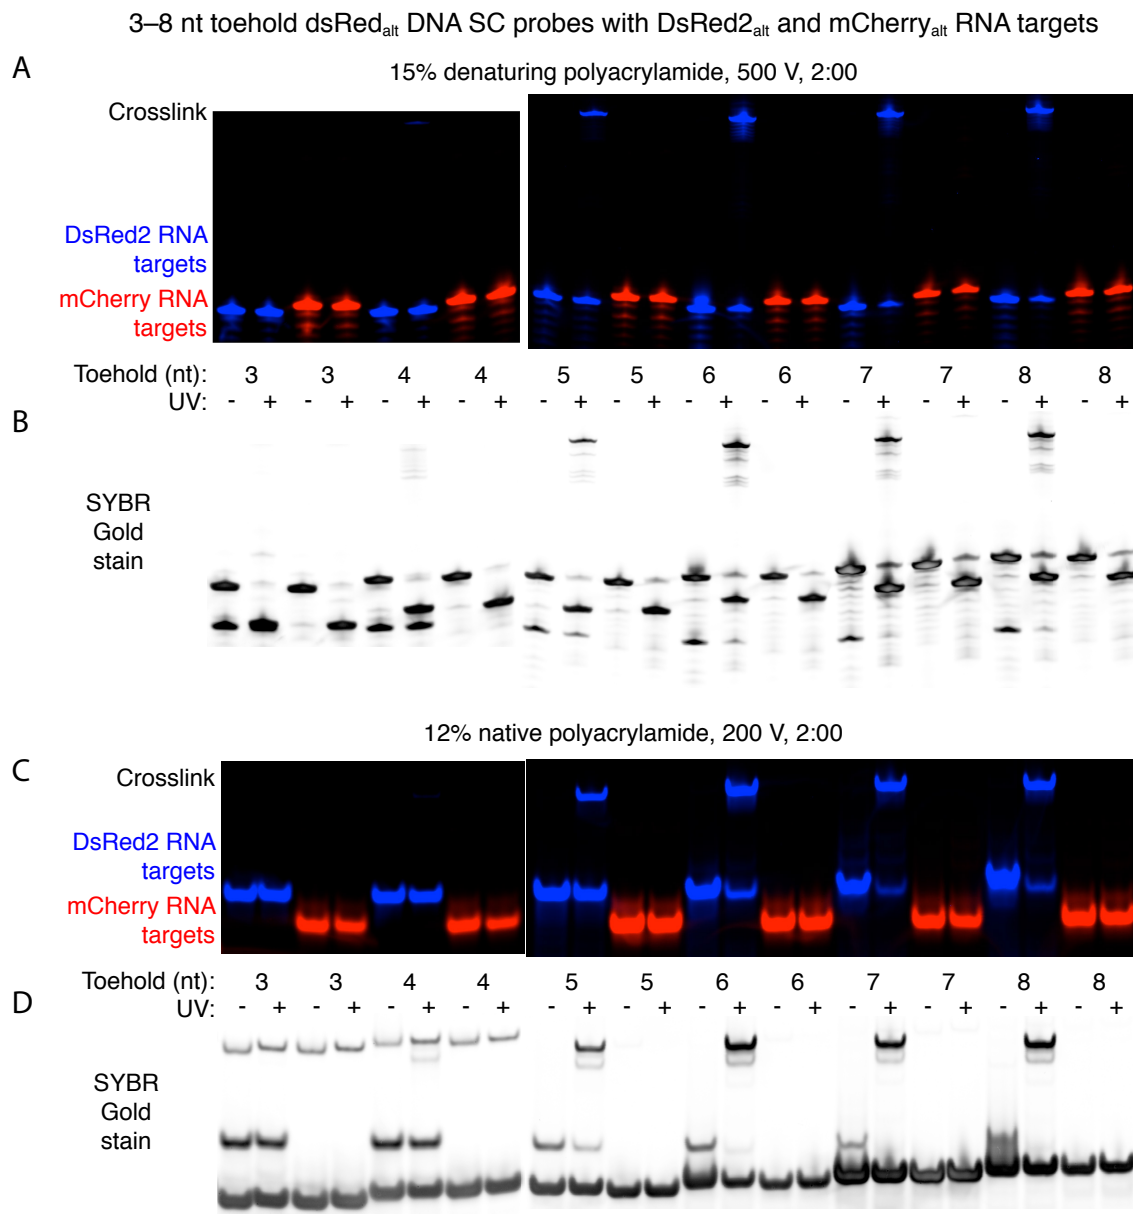 3–8 nt toehold dsRedalt DNA SC probes with DsRed2alt and mCherryalt RNA targets
A
15% denaturing polyacrylamide, 500 V, 2:00
Crosslink
DsRed2 RNA
targets
mCherry RNA
targets
Toehold (nt): 3 3 4 4 5 5 6 6 7 7 8 8
UV: - + - + - + - + - + - + - + - + - + - + - + - +
B
SYBR
Gold
stain
12% native polyacrylamide, 200 V, 2:00
C
Crosslink
DsRed2 RNA
targets
mCherry RNA
targets
Toehold (nt): 3 3 4 4 5 5 6 6 7 7 8 8
D
UV: - + - + - + - + - + - + - + - + - + - + - + - +
SYBR
Gold
stain